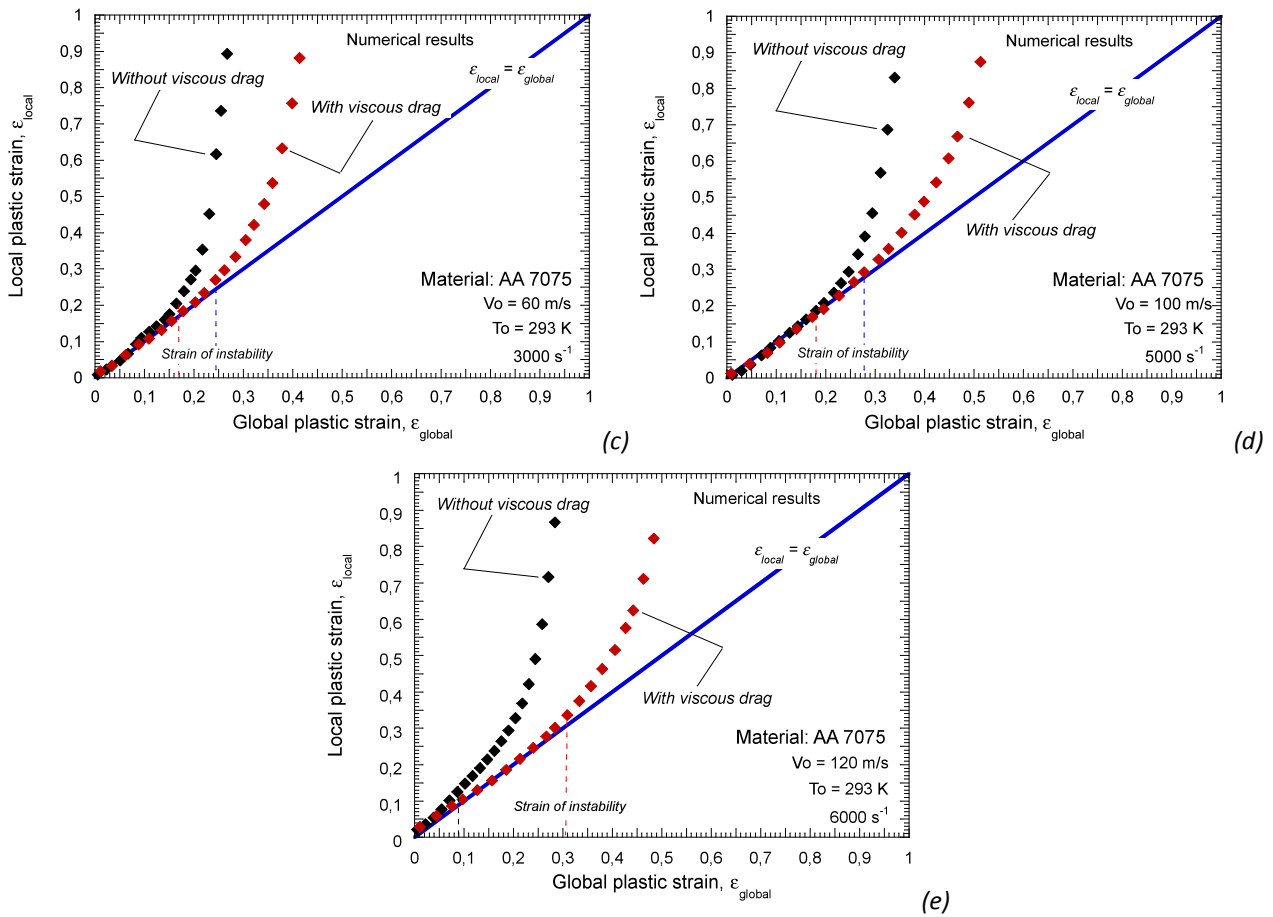 1
0,9
0,8
0,7
0,6
0,5
0,4
0,3
0,2
0,1
0
Local plastic strain, εlocal
Numerical results
Without viscous drag
εlocal = εglobal
With viscous drag
Material: AA 7075
Vo = 60 m/s
To = 293 K
Strain of instability
3000 s-1
0 0,1 0,2 0,3 0,4 0,5 0,6 0,7 0,8 0,9 1
Global plastic strain, εglobal
(c)
1
0,9
0,8
0,7
0,6
0,5
0,4
0,3
0,2
0,1
0
Local plastic strain, εlocal
Numerical results
Without viscous drag
εlocal = εglobal
With viscous drag
Material: AA 7075
Vo = 100 m/s
To = 293 K
Strain of instability
5000 s-1
0 0,1 0,2 0,3 0,4 0,5 0,6 0,7 0,8 0,9 1
Global plastic strain, εglobal
(d)
1
0,9
0,8
0,7
0,6
0,5
0,4
0,3
0,2
0,1
0
Local plastic strain, εlocal
Numerical results
Without viscous drag
εlocal = εglobal
With viscous drag
Material: AA 7075
Vo = 120 m/s
To = 293 K
Strain of instability
6000 s-1
0 0,1 0,2 0,3 0,4 0,5 0,6 0,7 0,8 0,9 1
Global plastic strain, εglobal
(e)